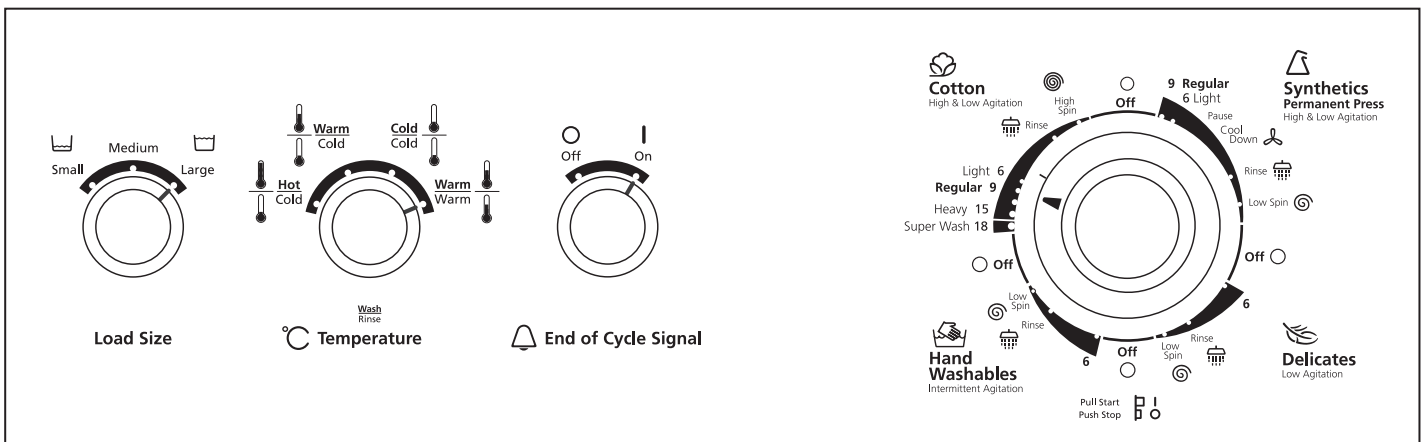 Small
Medium
Large
Load Size
Hot
Cold
Warm
Cold
Cold
Cold
Warm
Warm
Wash
Rinse
°C Temperature
Off
On
End of Cycle Signal
Cotton
High & Low Agitation
Super Wash 18
Heavy 15
Regular 9
Light 6
Rinse
High
Spin
Off
9 Regular
6 Light
Pause
Cool
Down
Rinse
Low Spin
Off
Synthetics
Permanent Press
High & Low Agitation
6
Rinse
Low
Spin
Off
Delicates
Low Agitation
6
Rinse
Low
Spin
Off
Hand
Washables
Intermittent Agitation
Pull Start
Push Stop